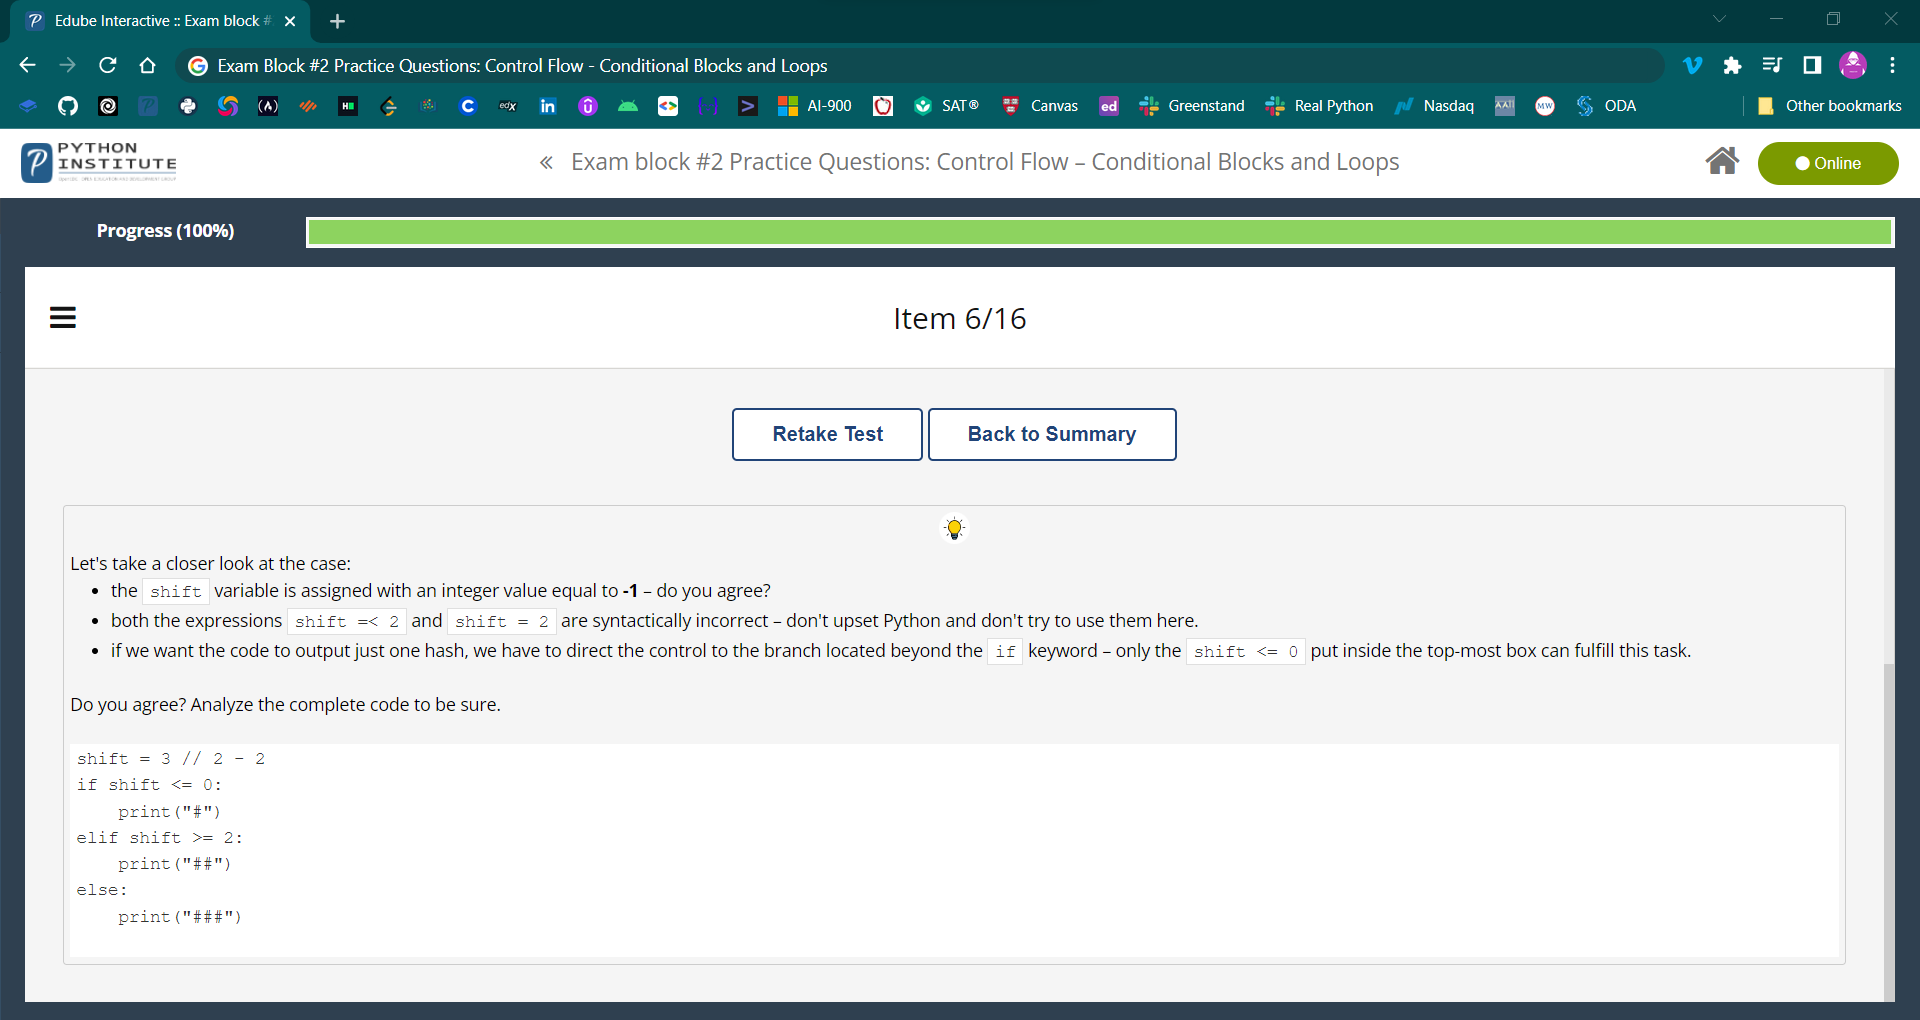 Edube Interactive :: Exam block #
Exam Block #2 Practice Questions: Control Flow - Conditional Blocks and Loops
AI-900
SAT®
Canvas
ed
Greenstand
Real Python
Nasdaq
MW
ODA
Other bookmarks
PYTHON
INSTITUTE
« Exam block #2 Practice Questions: Control Flow – Conditional Blocks and Loops
Online
Progress (100%)
Item 6/16
Retake Test
Back to Summary
Let's take a closer look at the case:
• the shift variable is assigned with an integer value equal to -1 – do you agree?
• both the expressions shift =< 2 and shift = 2 are syntactically incorrect – don't upset Python and don't try to use them here.
• if we want the code to output just one hash, we have to direct the control to the branch located beyond the if keyword – only the shift <= 0 put inside the top-most box can fulfill this task.
Do you agree? Analyze the complete code to be sure.
shift = 3 // 2 - 2
if shift <= 0:
    print("#")
elif shift >= 2:
    print("##")
else:
    print("###")